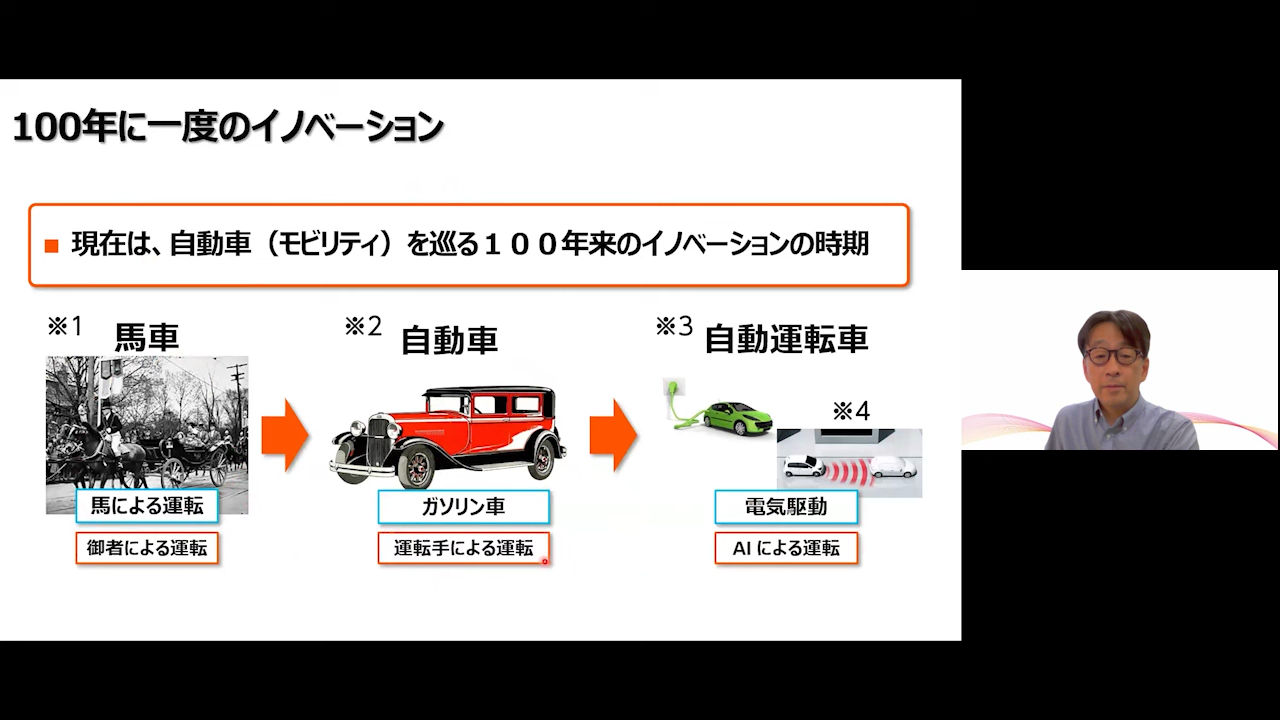 100年に一度のイノベーション
■ 現在は、自動車（モビリティ）を巡る１００年来のイノベーションの時期
※1 馬車
※2 自動車
※3 自動運転車
※4
馬による運転
ガソリン車
電気駆動
御者による運転
運転手による運転
AI による運転